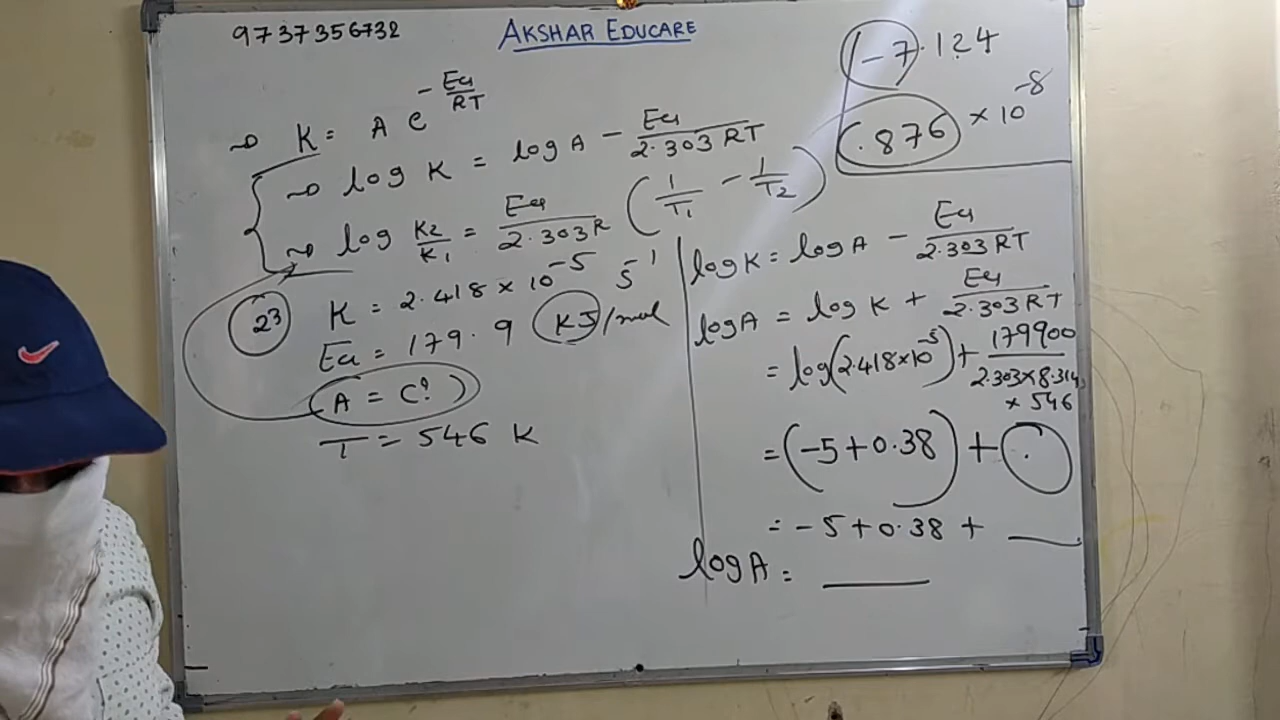 9737356732
AKSHAR EDUCARE
K = A e^-Ea/RT
log K = log A - Ea/2.303 RT
log K2/K1 = Ea/2.303 R (1/T1 - 1/T2)
-7.124
.876 × 10^-8
23
K = 2.418 × 10^-5 s^-1
Ea = 179.9 KJ/mol
A = (?)
T = 546 K
log K = log A - Ea/2.303 RT
log A = log K + Ea/2.303 RT
= log(2.418×10^-5) + 179900/2.303×8.314×546
= (-5+0.38) + .
= -5+0.38 + __
log A = __